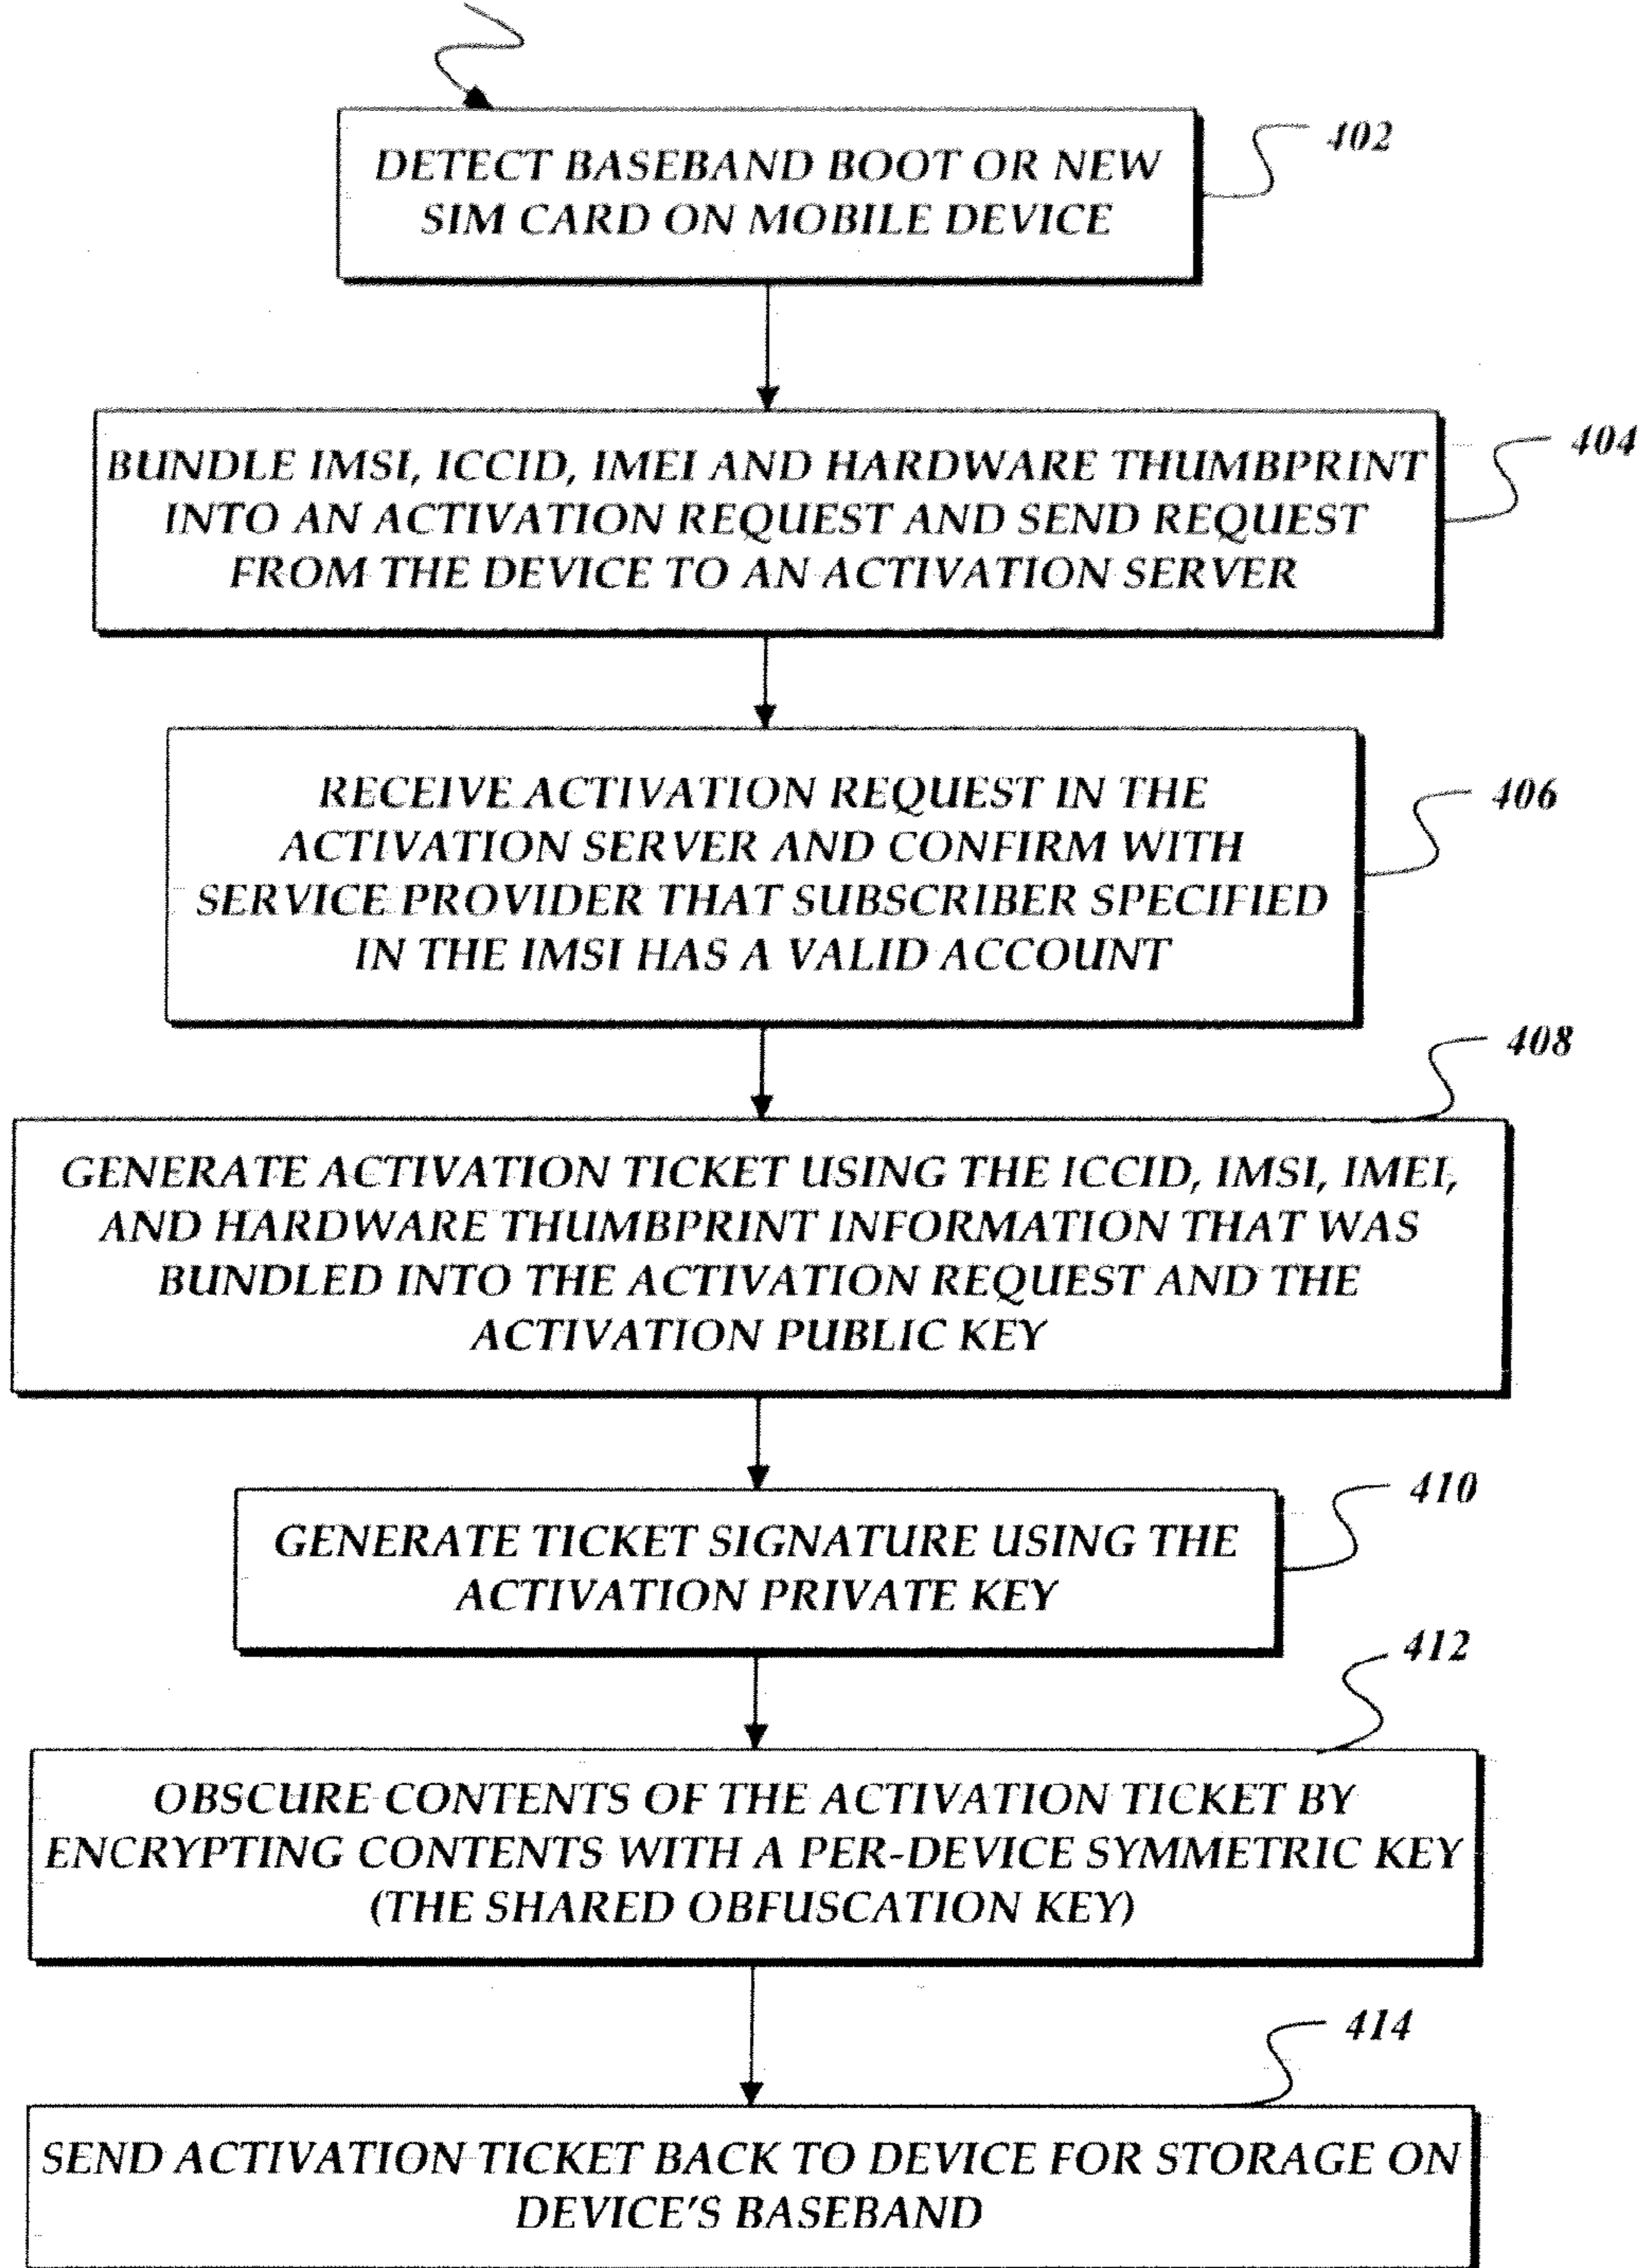 402
DETECT BASEBAND BOOT OR NEW
SIM CARD ON MOBILE DEVICE
404
BUNDLE IMSI, ICCID, IMEI AND HARDWARE THUMBPRINT
INTO AN ACTIVATION REQUEST AND SEND REQUEST
FROM THE DEVICE TO AN ACTIVATION SERVER
406
RECEIVE ACTIVATION REQUEST IN THE
ACTIVATION SERVER AND CONFIRM WITH
SERVICE PROVIDER THAT SUBSCRIBER SPECIFIED
IN THE IMSI HAS A VALID ACCOUNT
408
GENERATE ACTIVATION TICKET USING THE ICCID, IMSI, IMEI,
AND HARDWARE THUMBPRINT INFORMATION THAT WAS
BUNDLED INTO THE ACTIVATION REQUEST AND THE
ACTIVATION PUBLIC KEY
410
GENERATE TICKET SIGNATURE USING THE
ACTIVATION PRIVATE KEY
412
OBSCURE CONTENTS OF THE ACTIVATION TICKET BY
ENCRYPTING CONTENTS WITH A PER-DEVICE SYMMETRIC KEY
(THE SHARED OBFUSCATION KEY)
414
SEND ACTIVATION TICKET BACK TO DEVICE FOR STORAGE ON
DEVICE'S BASEBAND